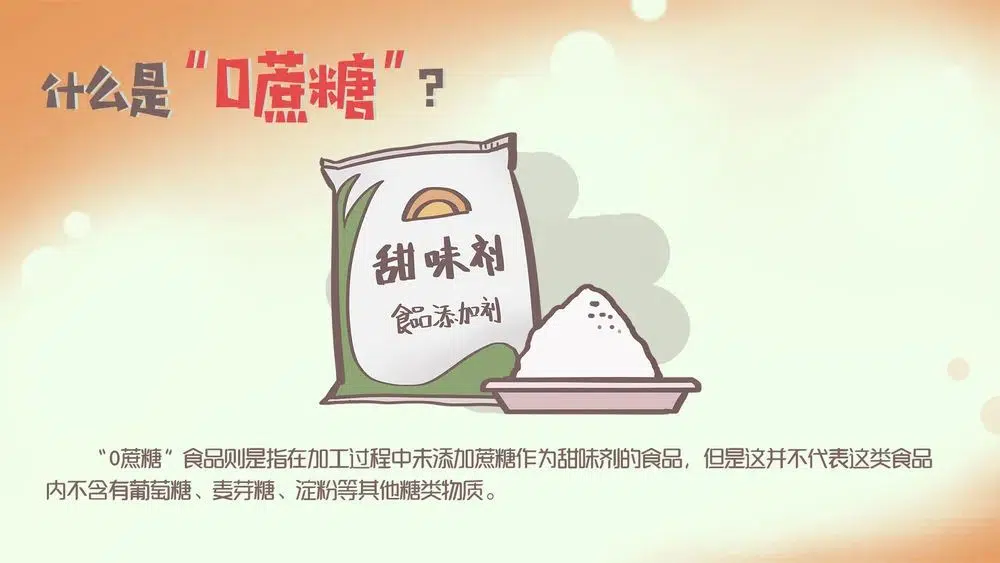 什么是“0蔗糖”？
甜味剂
食品添加剂
“0蔗糖”食品则是指在加工过程中未添加蔗糖作为甜味剂的食品，但是这并不代表这类食品
内不含有葡萄糖、麦芽糖、淀粉等其他糖类物质。